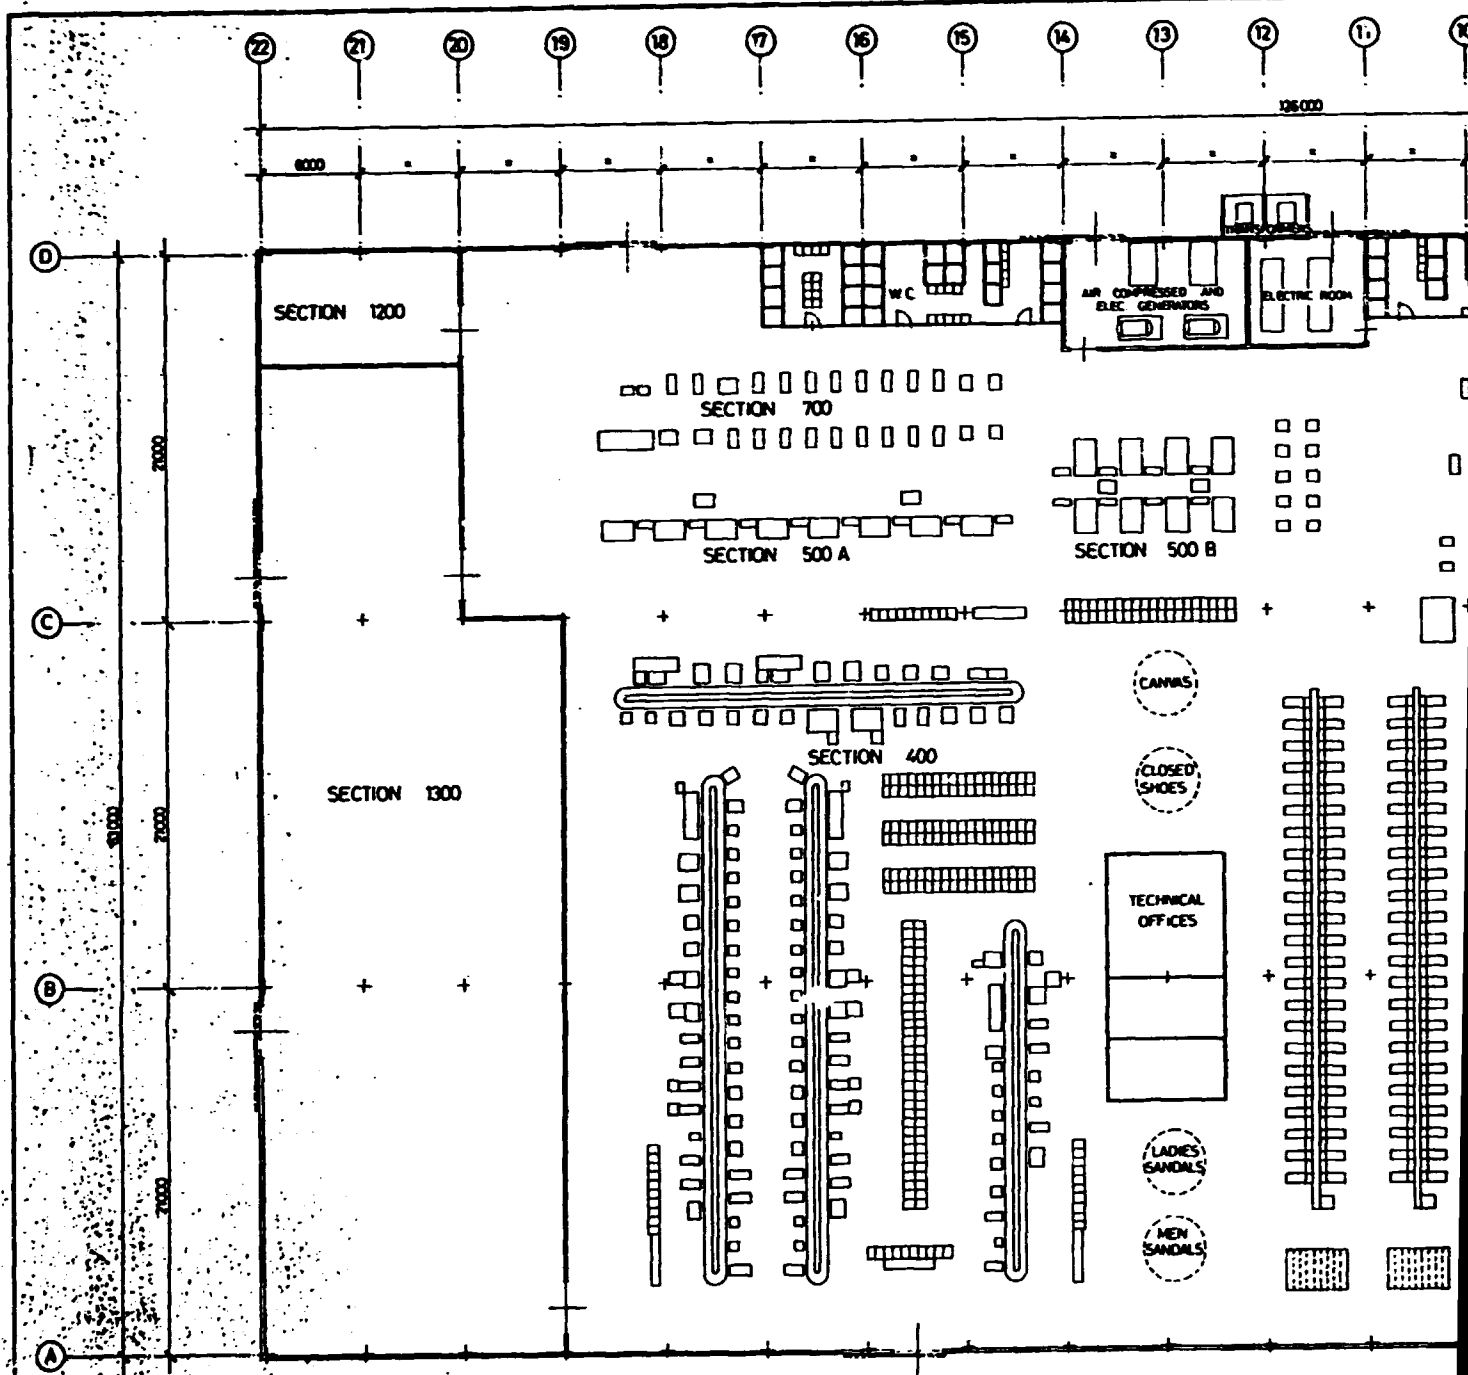 22 21 20 19 18 17 16 15 14 13 12 11
126000
6000 " " " " " " " " " " "
D
TRANSFORMERS
SECTION 1200
W C
AIR COMPRESSED AND
ELEC GENERATORS
ELECTRIC ROOM
SECTION 700
21000
SECTION 500 A
SECTION 500 B
C
CANVAS
SECTION 400
CLOSED
SHOES
SECTION 1300
63000
21000
TECHNICAL
OFFICES
B
LADIES
SANDALS
21000
MEN
SANDALS
A